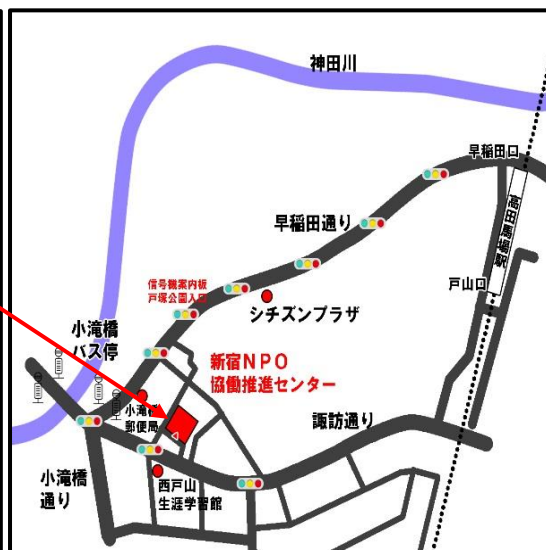 神田川
早稲田口
早稲田通り
高田馬場駅
戸山口
信号機案内板
戸塚公園入口
シチズンプラザ
小滝橋
バス停
新宿NPO
協働推進センター
小滝橋
郵便局
諏訪通り
小滝橋
通り
西戸山
生涯学習館